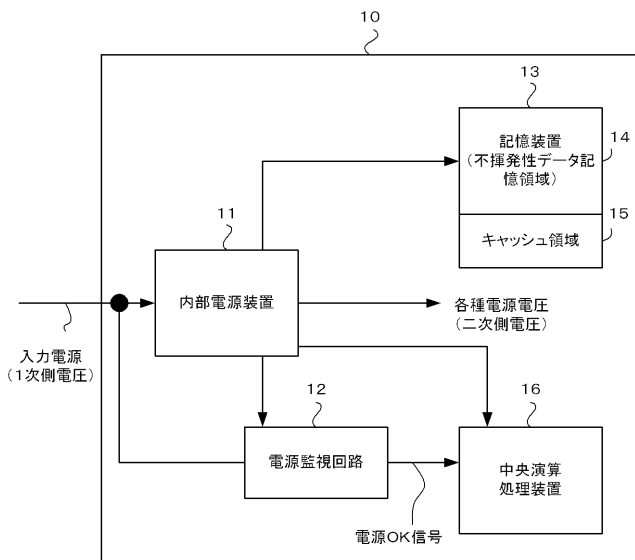 10
13
記憶装置
(不揮発性データ記
憶領域)
14
15
キャッシュ領域
11
内部電源装置
各種電源電圧
(二次側電圧)
入力電源
(1次側電圧)
12
電源監視回路
16
中央演算
処理装置
電源OK信号